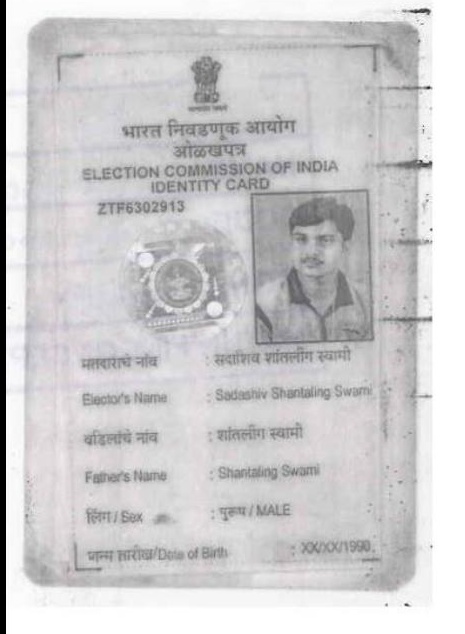 भारत निवडणूक आयोग
ओळखपत्र
ELECTION COMMISSION OF INDIA
IDENTITY CARD
ZTF6302913
मतदाराचे नांव : सदाशिव शांतलींग स्वामी
Elector's Name : Sadashiv Shantaling Swami
वडिलांचे नांव : शांतलींग स्वामी
Father's Name : Shantaling Swami
लिंग / Sex : पुरूष / MALE
जन्म तारीख/Date of Birth : XX/XX/1990